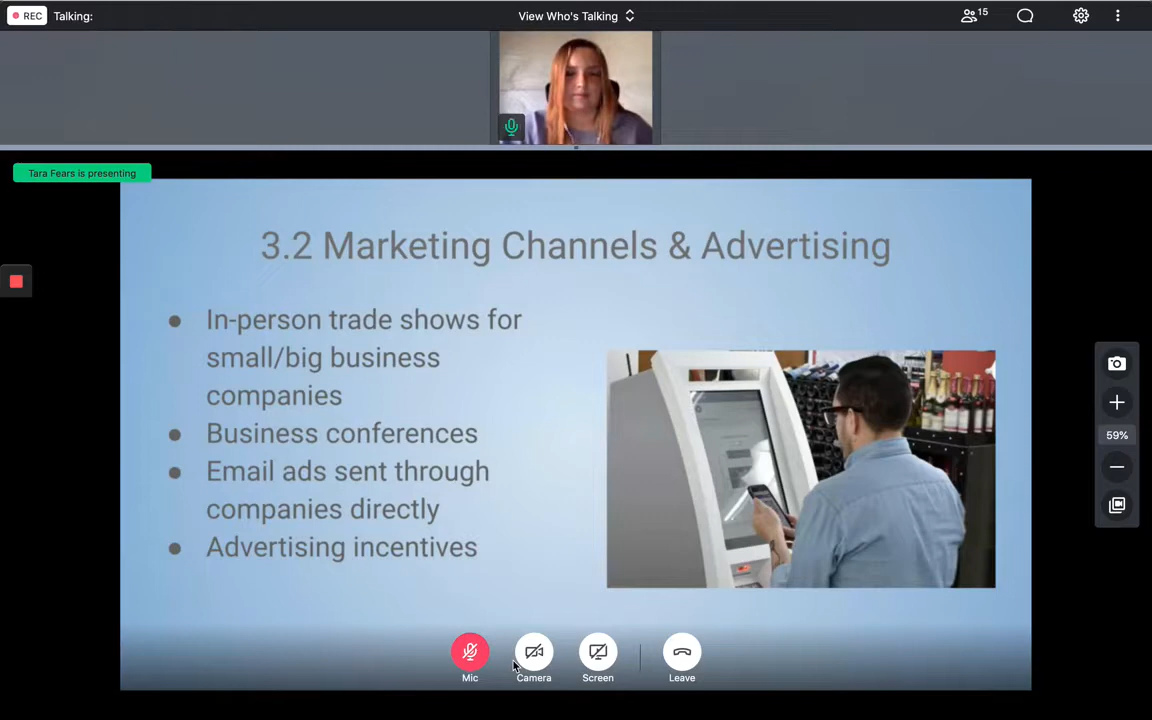 REC
Talking:
View Who's Talking
15
Tara Fears is presenting
3.2 Marketing Channels & Advertising
● In-person trade shows for
small/big business
companies
● Business conferences
● Email ads sent through
companies directly
● Advertising incentives
59%
Mic
Camera
Screen
Leave